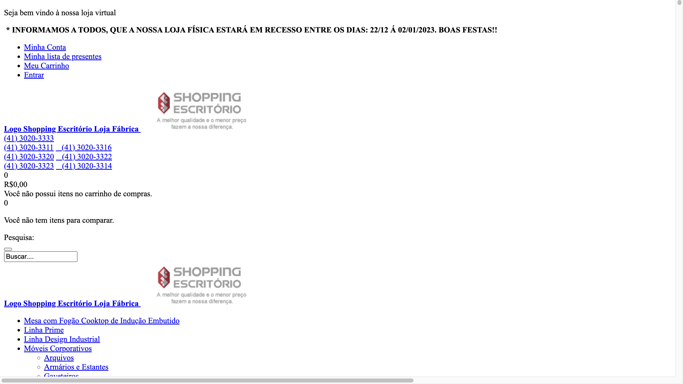 Seja bem vindo à nossa loja virtual
* INFORMAMOS A TODOS, QUE A NOSSA LOJA FÍSICA ESTARÁ EM RECESSO ENTRE OS DIAS: 22/12 Á 02/01/2023. BOAS FESTAS!!
Minha Conta
Minha lista de presentes
Meu Carrinho
Entrar
SHOPPING
ESCRITÓRIO
A melhor qualidade e o menor preço
fazem a nossa diferença.
Logo Shopping Escritório Loja Fábrica
(41) 3020-3333
(41) 3020-3311 (41) 3020-3316
(41) 3020-3320 (41) 3020-3322
(41) 3020-3323 (41) 3020-3314
0
R$0,00
Você não possui itens no carrinho de compras.
0
Você não tem itens para comparar.
Pesquisa:
Buscar....
SHOPPING
ESCRITÓRIO
A melhor qualidade e o menor preço
fazem a nossa diferença.
Logo Shopping Escritório Loja Fábrica
Mesa com Fogão Cooktop de Indução Embutido
Linha Prime
Linha Design Industrial
Móveis Corporativos
Arquivos
Armários e Estantes
Gaveteiros